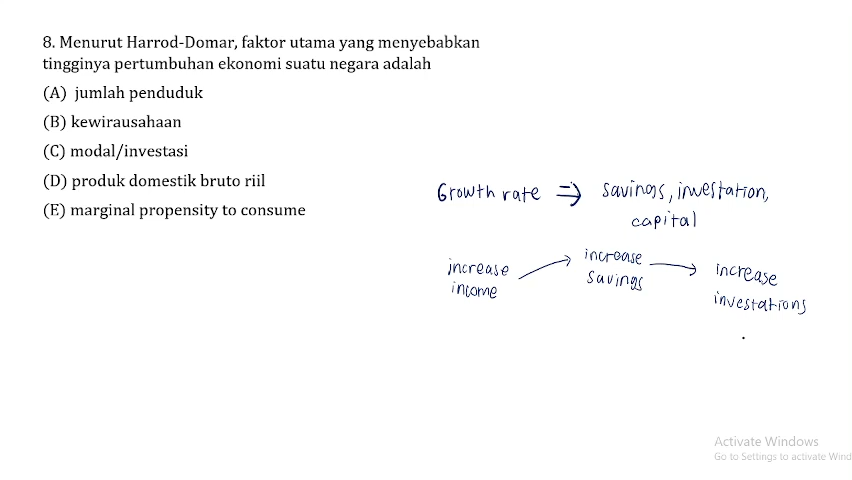 8. Menurut Harrod-Domar, faktor utama yang menyebabkan
tingginya pertumbuhan ekonomi suatu negara adalah
(A) jumlah penduduk
(B) kewirausahaan
(C) modal/investasi
(D) produk domestik bruto riil
(E) marginal propensity to consume
Growth rate => savings, investation,
capital
increase
income
increase
savings
increase
investations
Activate Windows
Go to Settings to activate Wind